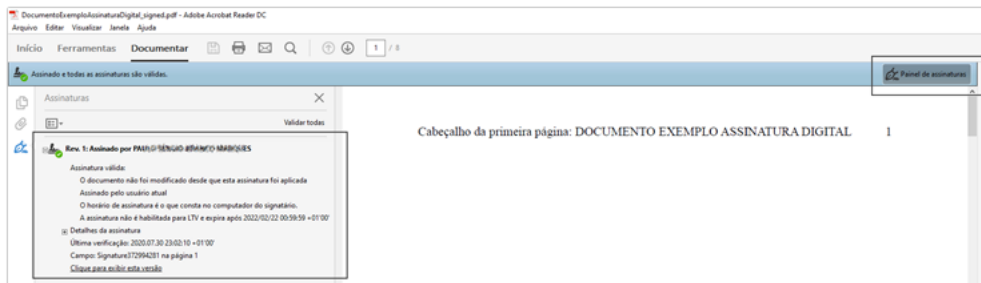 DocumentoExemploAssinaturaDigital_signed.pdf - Adobe Acrobat Reader DC
Arquivo Editar Visualizar Janela Ajuda
Início Ferramentas Documentar 1 / 8
Assinado e todas as assinaturas são válidas. Painel de assinaturas
Assinaturas
Validar todas
Cabeçalho da primeira página: DOCUMENTO EXEMPLO ASSINATURA DIGITAL 1
Rev. 1: Assinado por
Assinatura válida:
O documento não foi modificado desde que esta assinatura foi aplicada
Assinado pelo usuário atual
O horário de assinatura é o que consta no computador do signatário.
A assinatura não é habilitada para LTV e expira após 2022/02/22 00:59:59 +01'00'
Detalhes da assinatura
Última verificação: 2020.07.30 23:02:10 +01'00'
Campo: Signature372994281 na página 1
Clique para exibir esta versão